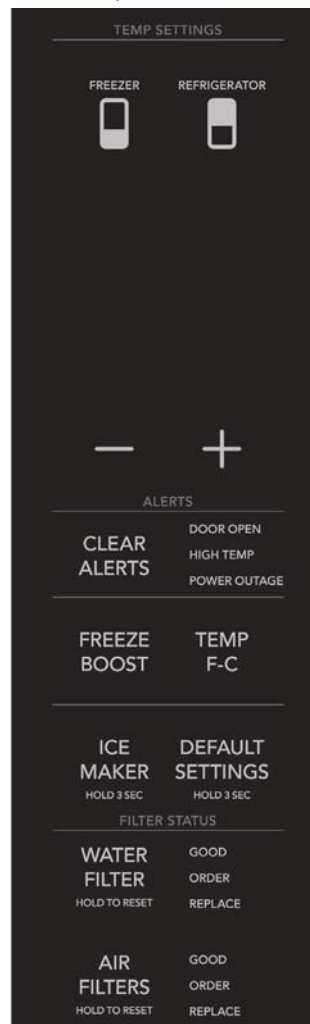 TEMP SETTINGS
FREEZER REFRIGERATOR
ALERTS
CLEAR
ALERTS
DOOR OPEN
HIGH TEMP
POWER OUTAGE
FREEZE
BOOST
TEMP
F-C
ICE
MAKER
HOLD 3 SEC
DEFAULT
SETTINGS
HOLD 3 SEC
FILTER STATUS
WATER
FILTER
HOLD TO RESET
GOOD
ORDER
REPLACE
AIR
FILTERS
HOLD TO RESET
GOOD
ORDER
REPLACE